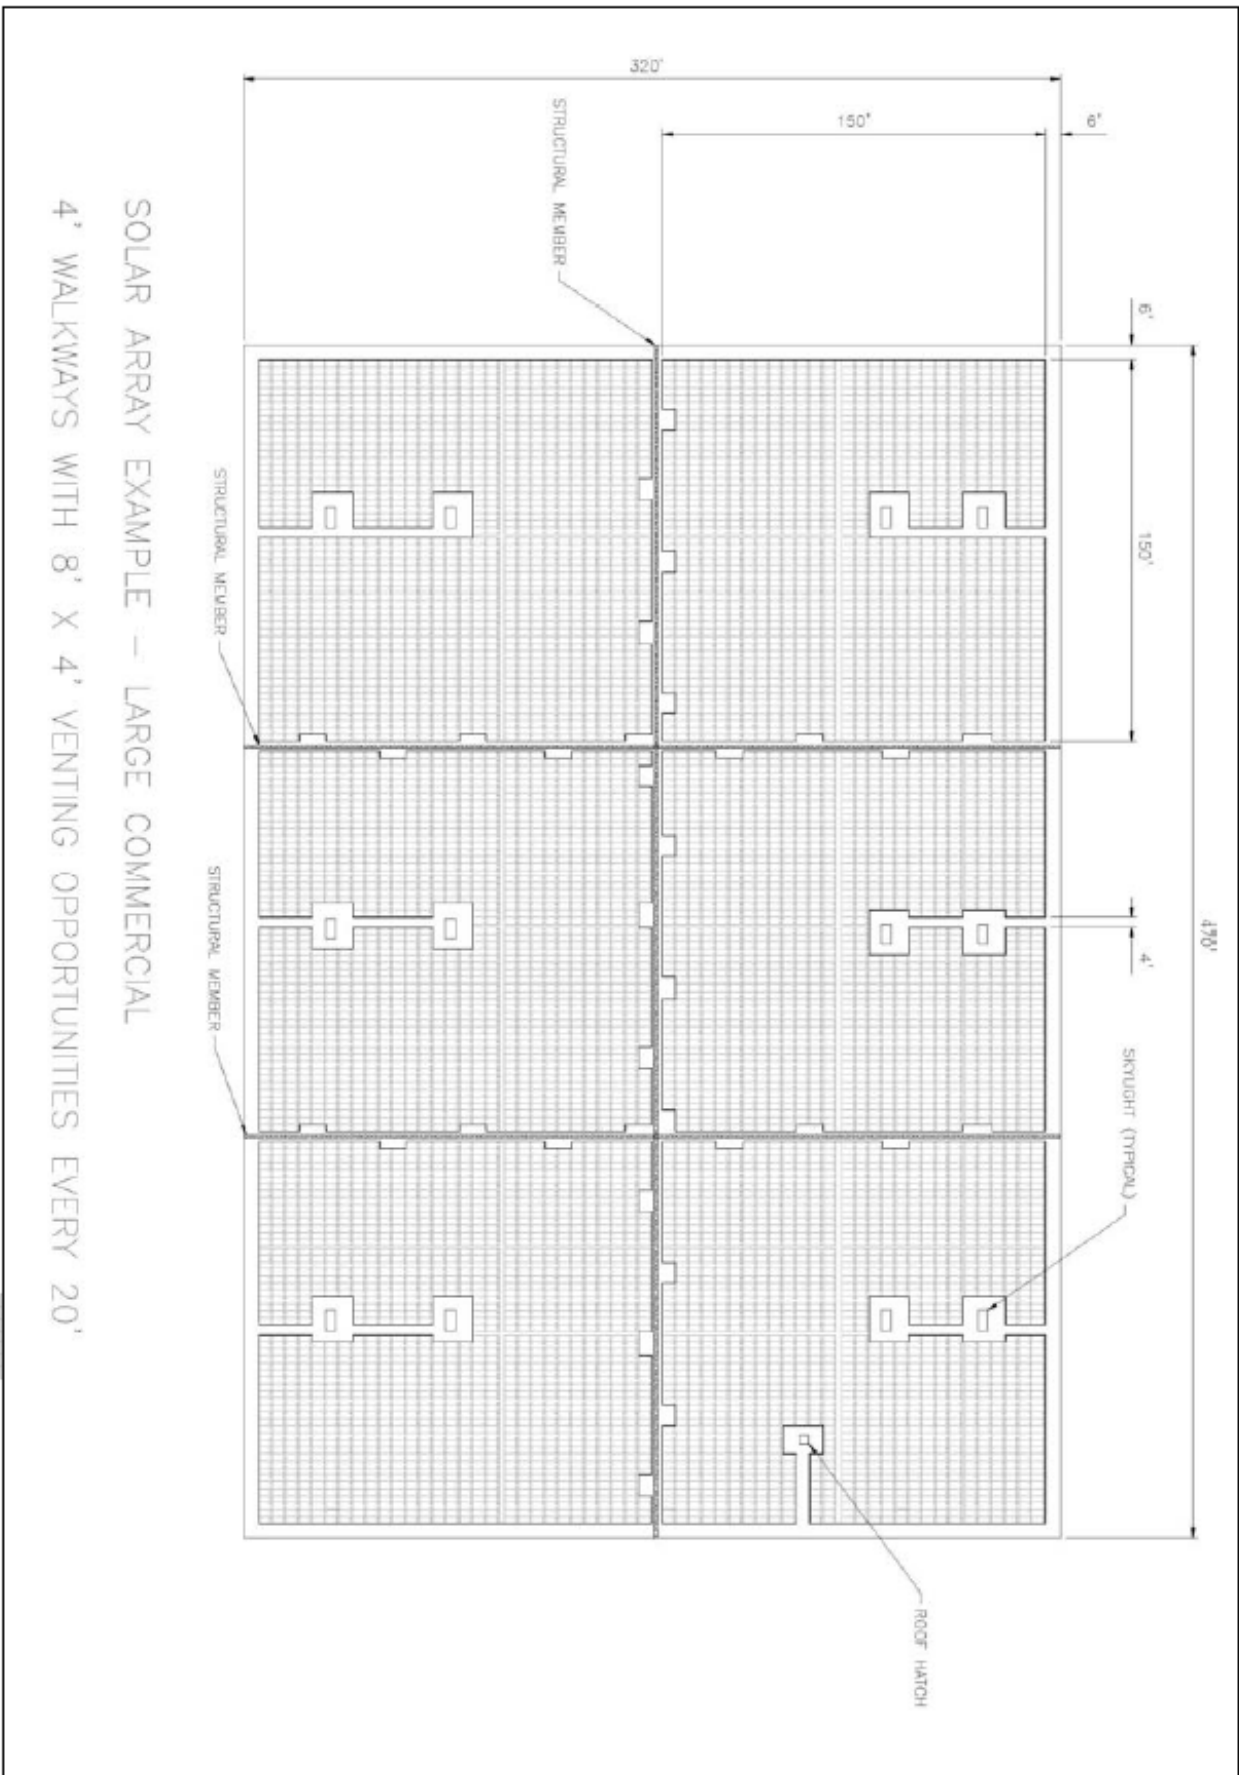 320'
150'
6'
STRUCTURAL MEMBER
6'
150'
4'
SKYLIGHT (TYPICAL)
ROOF HATCH
STRUCTURAL MEMBER
STRUCTURAL MEMBER
SOLAR ARRAY EXAMPLE – LARGE COMMERCIAL
4' WALKWAYS WITH 8' X 4' VENTING OPPORTUNITIES EVERY 20'